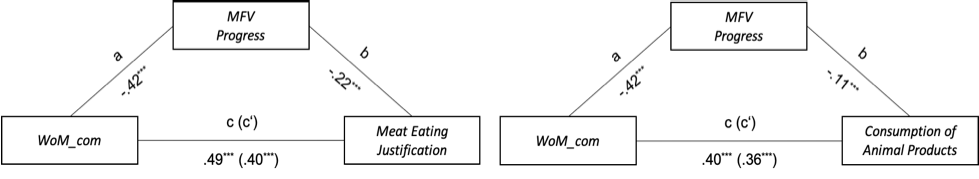 MFV
Progress
a
b
-.42***
-.22***
WoM_com
c (c‘)
.49*** (.40***)
Meat Eating
Justification
MFV
Progress
a
b
-.42***
-.11***
WoM_com
c (c‘)
.40*** (.36***)
Consumption of
Animal Products